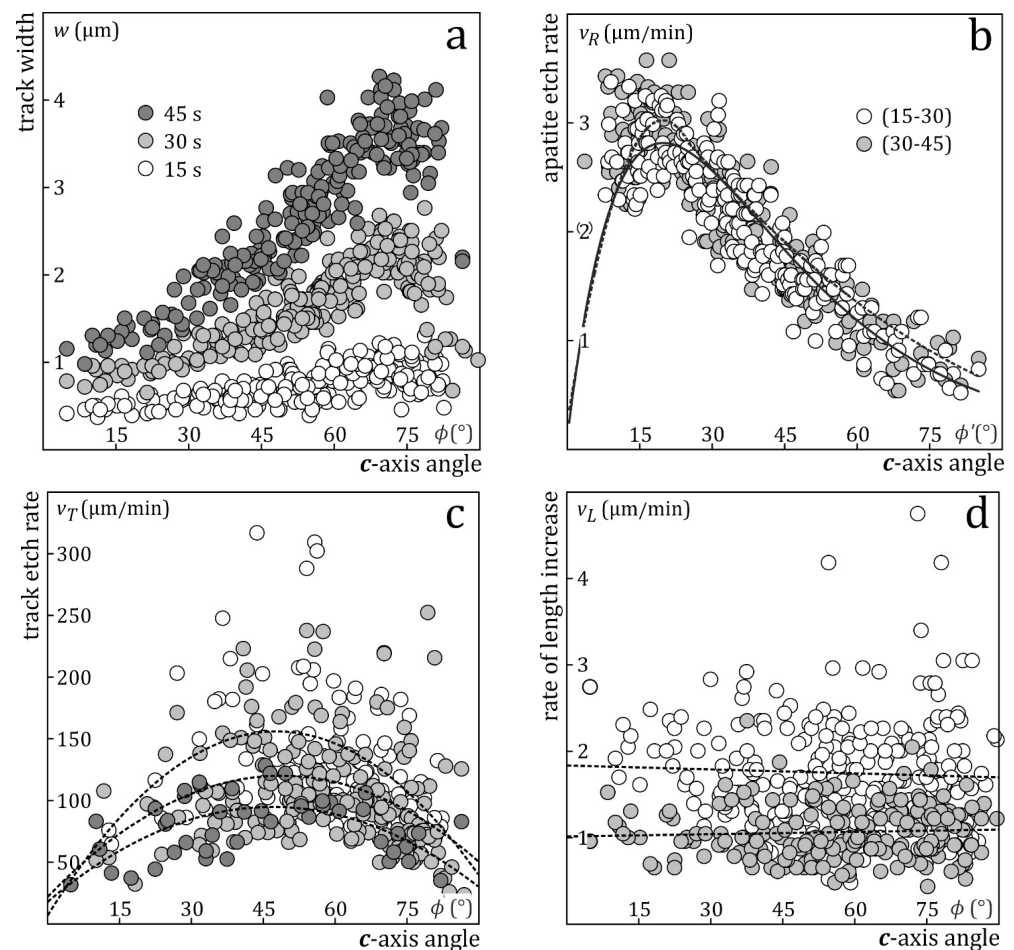 w (μm)
a
track width
4
3
2
1
45 s
30 s
15 s
15 30 45 60 75 ϕ (°)
c-axis angle
v_R (μm/min)
b
apatite etch rate
3
(2)
1
(15-30)
(30-45)
15 30 45 60 75 ϕ′(°)
c-axis angle
v_T (μm/min)
c
track etch rate
300
250
200
150
100
50
15 30 45 60 75 ϕ (°)
c-axis angle
v_L (μm/min)
d
rate of length increase
4
3
2
1
15 30 45 60 75 ϕ (°)
c-axis angle